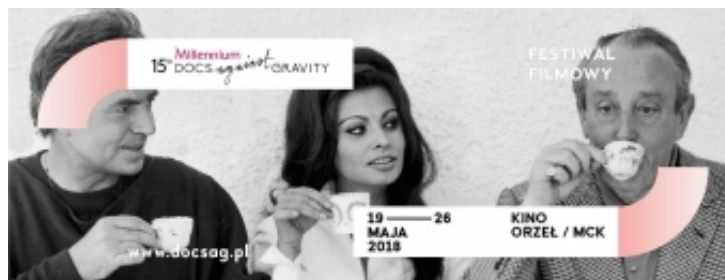 Millennium
15th DOCS against GRAVITY
FESTIWAL
FILMOWY
19 — 26
MAJA
2018
KINO
ORZEŁ / MCK
www.docsag.pl